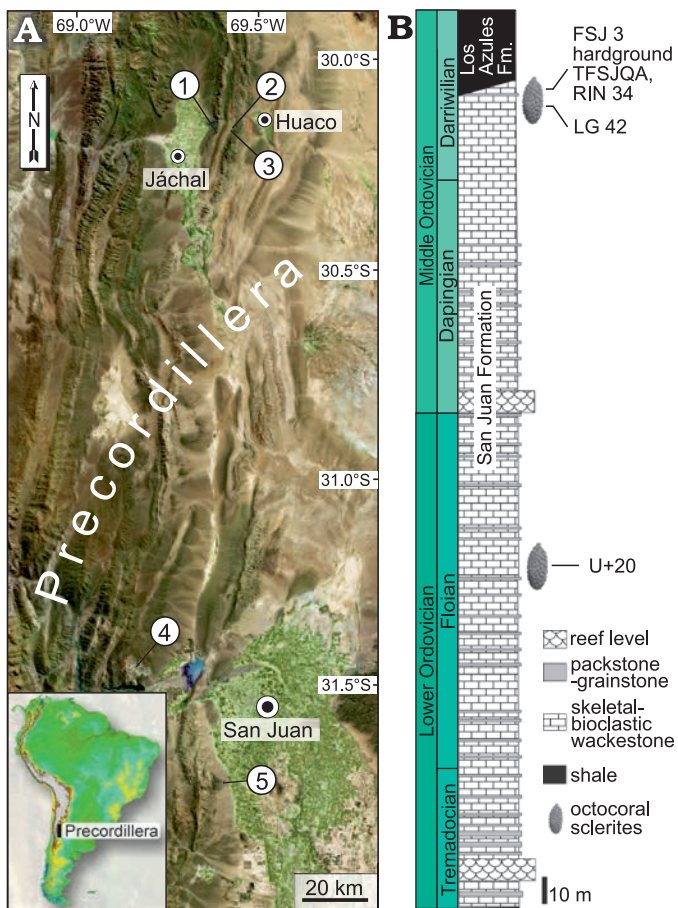 A
69.0°W
69.5°W
30.0°S
N
1
2
Huaco
3
Jáchal
30.5°S
Precordillera
31.0°S
4
31.5°S
San Juan
5
Precordillera
20 km
B
Los
Azules
Fm.
FSJ 3
hardground
TFSJQA,
RIN 34
LG 42
Darriwilian
Middle Ordovician
Dapingian
San Juan Formation
U+20
Floian
Lower Ordovician
Tremadocian
reef level
packstone
-grainstone
skeletal-
bioclastic
wackestone
shale
octocoral
sclerites
10 m